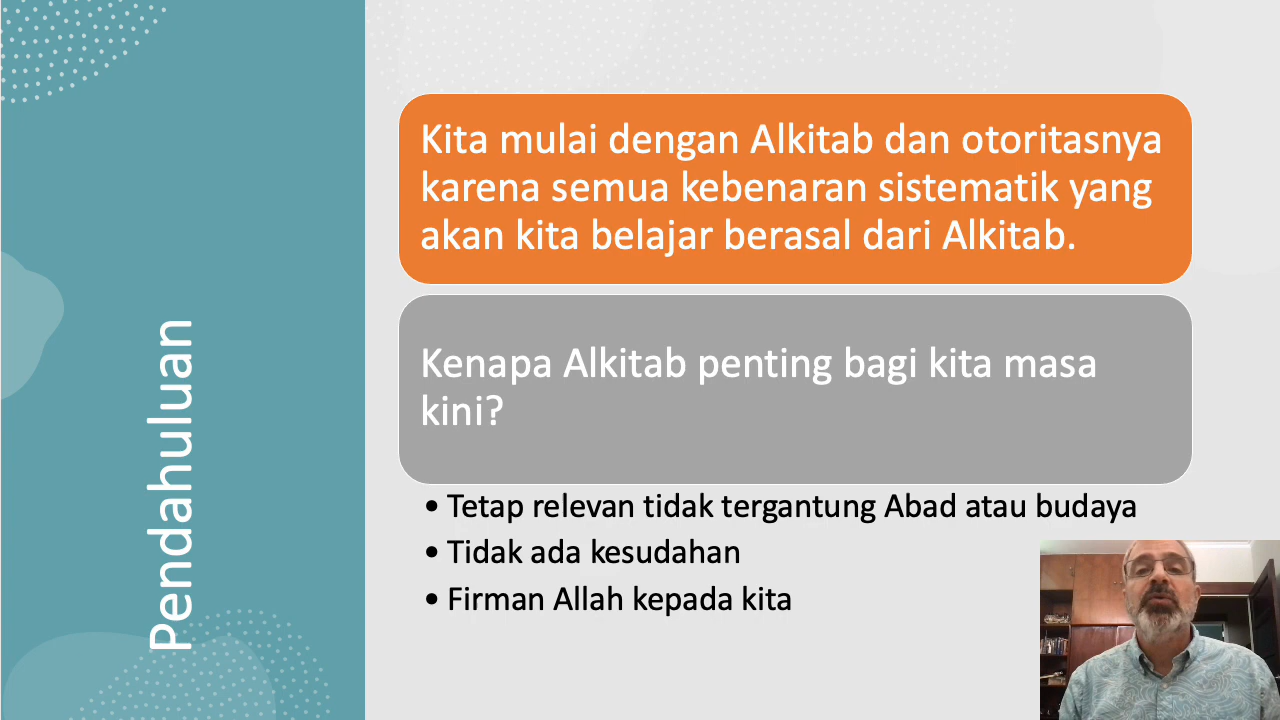 Pendahuluan
Kita mulai dengan Alkitab dan otoritasnya
karena semua kebenaran sistematik yang
akan kita belajar berasal dari Alkitab.
Kenapa Alkitab penting bagi kita masa
kini?
• Tetap relevan tidak tergantung Abad atau budaya
• Tidak ada kesudahan
• Firman Allah kepada kita